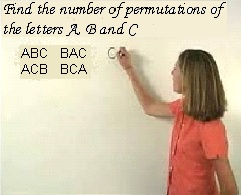 Find the number of permutations of
the letters A, B and C
ABC BAC C
ACB BCA